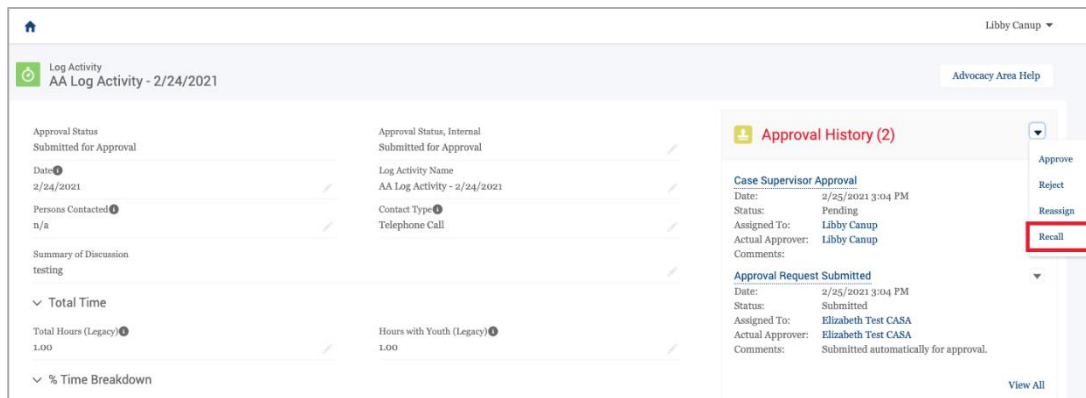 Libby Canup
Log Activity
AA Log Activity - 2/24/2021
Advocacy Area Help
Approval Status
Submitted for Approval
Approval Status, Internal
Submitted for Approval
Date
2/24/2021
Log Activity Name
AA Log Activity - 2/24/2021
Persons Contacted
n/a
Contact Type
Telephone Call
Summary of Discussion
testing
Total Time
Total Hours (Legacy)
1.00
Hours with Youth (Legacy)
1.00
% Time Breakdown
Approval History (2)
Approve
Reject
Reassign
Recall
Case Supervisor Approval
Date: 2/25/2021 3:04 PM
Status: Pending
Assigned To: Libby Canup
Actual Approver: Libby Canup
Comments:
Approval Request Submitted
Date: 2/25/2021 3:04 PM
Status: Submitted
Assigned To: Elizabeth Test CASA
Actual Approver: Elizabeth Test CASA
Comments: Submitted automatically for approval.
View All